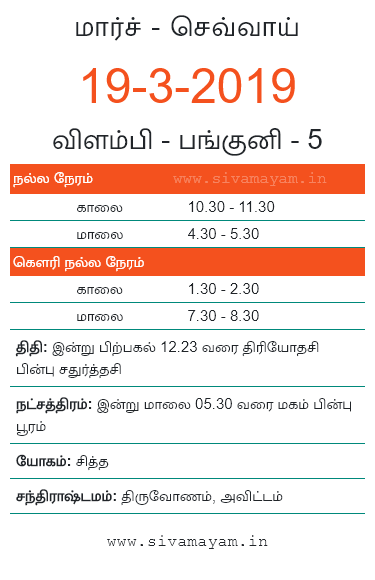 மார்ச் - செவ்வாய்
19-3-2019
விளம்பி - பங்குனி - 5
நல்ல நேரம் www.sivamayam.in
காலை 10.30 - 11.30
மாலை 4.30 - 5.30
கௌரி நல்ல நேரம்
காலை 1.30 - 2.30
மாலை 7.30 - 8.30
திதி: இன்று பிற்பகல் 12.23 வரை திரியோதசி
பின்பு சதுர்த்தசி
நட்சத்திரம்: இன்று மாலை 05.30 வரை மகம் பின்பு
பூரம்
யோகம்: சித்த
சந்திராஷ்டமம்: திருவோணம், அவிட்டம்
www.sivamayam.in